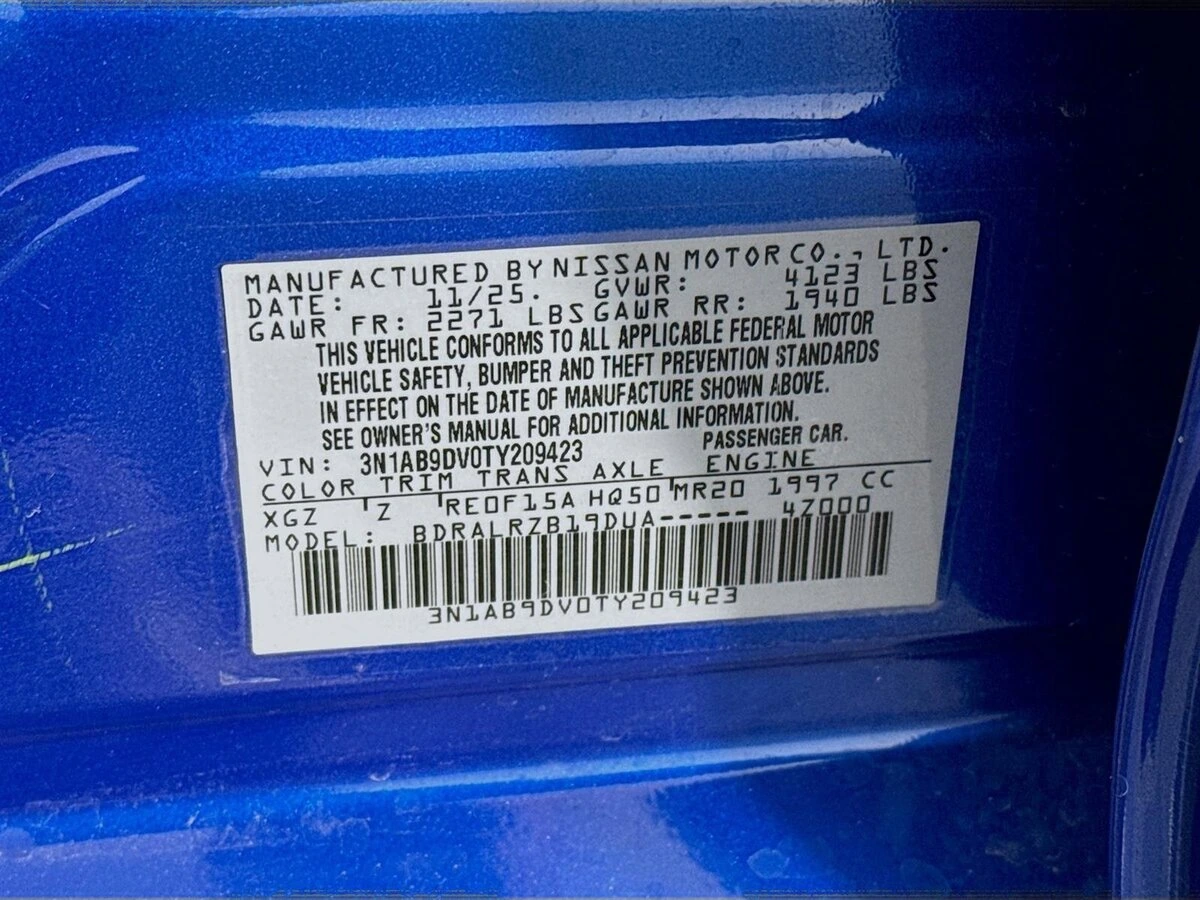 MANUFACTURED BY NISSAN MOTOR CO., LTD.
DATE: 11/25. GVWR: 4123 LBS
GAWR FR: 2271 LBS GAWR RR: 1940 LBS
THIS VEHICLE CONFORMS TO ALL APPLICABLE FEDERAL MOTOR
VEHICLE SAFETY, BUMPER AND THEFT PREVENTION STANDARDS
IN EFFECT ON THE DATE OF MANUFACTURE SHOWN ABOVE.
SEE OWNER'S MANUAL FOR ADDITIONAL INFORMATION.
VIN: 3N1AB9DV0TY209423 PASSENGER CAR.
COLOR TRIM TRANS AXLE ENGINE
XGZ Z RE0F15A HQ50 MR20 1997 CC
MODEL: BDRALRZB19DUA----- 4Z000
3N1AB9DV0TY209423